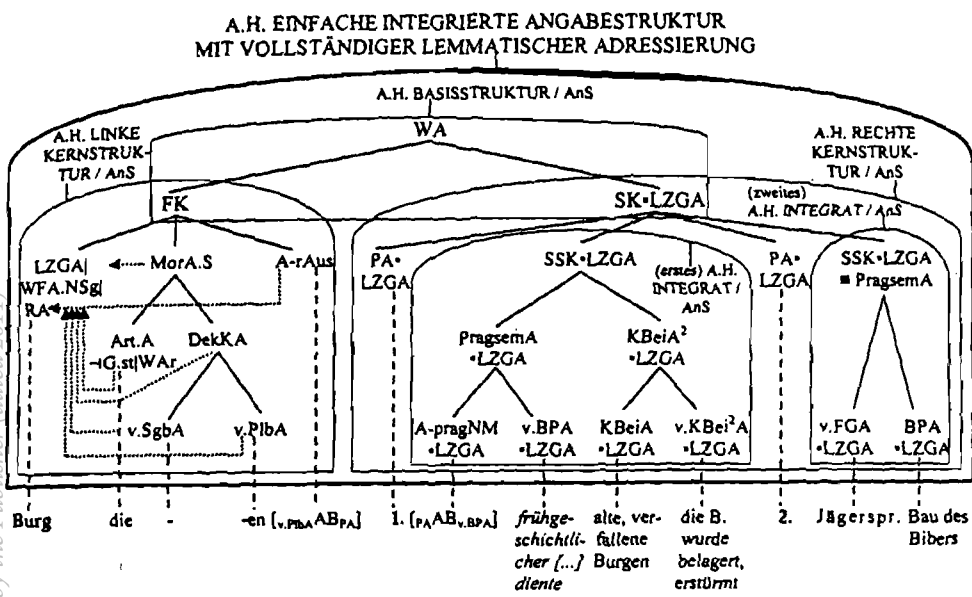 A.H. EINFACHE INTEGRIERTE ANGABESTRUKTUR
MIT VOLLSTÄNDIGER LEMMATISCHER ADRESSIERUNG
A.H. BASISSTRUKTUR / AnS
WA
A.H. LINKE
KERNSTRUK-
TUR / AnS
A.H. RECHTE
KERNSTRUK-
TUR / AnS
FK
SK▪LZGA
(zweites)
A.H. INTEGRAT / AnS
LZGA|
WFA.NSg|
RA
MorA.S
A-rAus
PA▪
LZGA
SSK▪LZGA
(erstes) A.H.
INTEGRAT /
AnS
PA▪
LZGA
SSK▪LZGA
▪ PragsemA
Art.A
⊣G.st|WAr
DekKA
PragsemA
▪LZGA
KBeiA²
▪LZGA
v.SgbA
v.PlbA
A-pragNM
▪LZGA
v.BPA
▪LZGA
KBeiA
▪LZGA
v.KBei²A
▪LZGA
v.FGA
▪LZGA
BPA
▪LZGA
Burg
die
-
-en [v.PlbAABPA]
1. [PAABv.BPA]
frühge-
schichtli-
cher [...]
diente
alte, ver-
fallene
Burgen
die B.
wurde
belagert,
erstürmt
2.
Jägerspr.
Bau des
Bibers